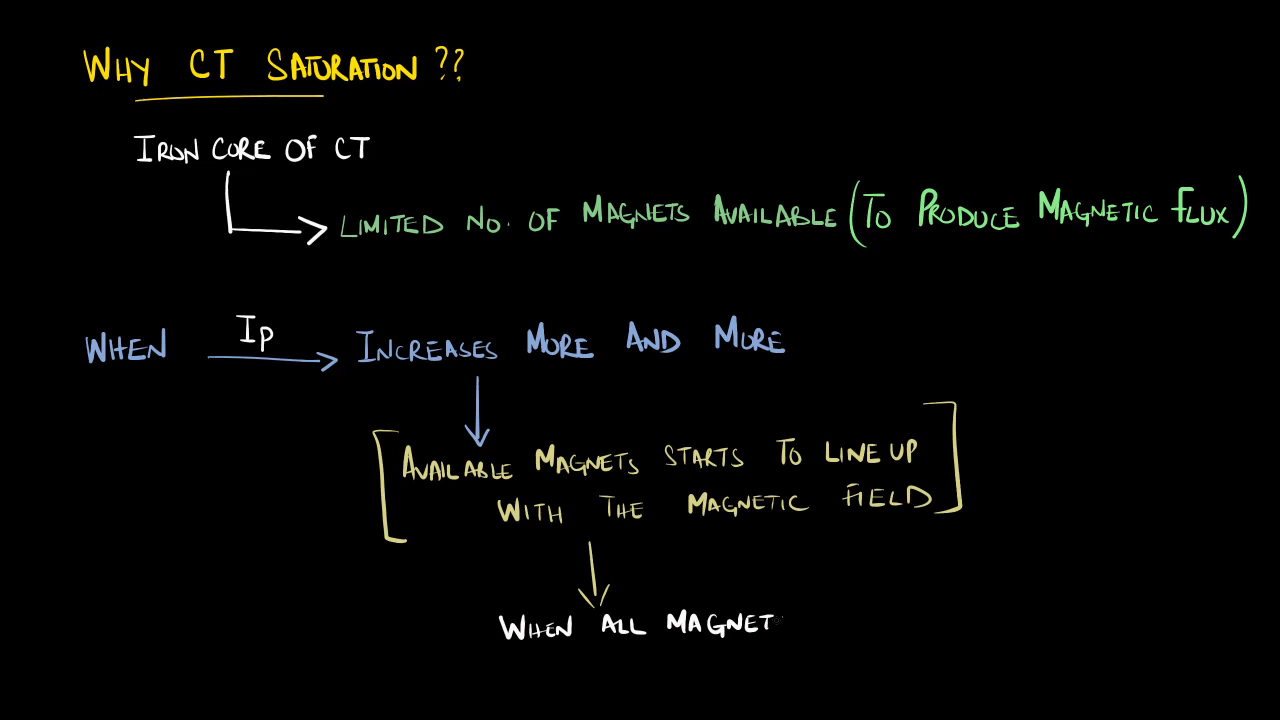 WHY CT SATURATION ??
IRON CORE OF CT
LIMITED NO. OF MAGNETS AVAILABLE (TO PRODUCE MAGNETIC FLUX)
WHEN Ip INCREASES MORE AND MORE
AVAILABLE MAGNETS STARTS TO LINE UP
WITH THE MAGNETIC FIELD
WHEN ALL MAGNET